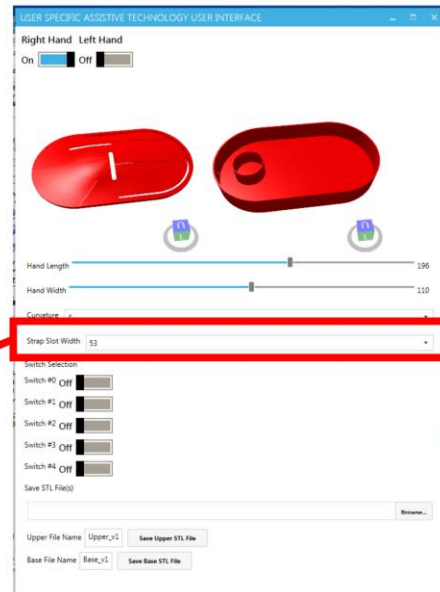 USER SPECIFIC ASSISTIVE TECHNOLOGY USER INTERFACE
Right Hand Left Hand
On Off
Hand Length 196
Hand Width 110
Curvature
Strap Slot Width 53
Switch Selection
Switch #0 Off
Switch #1 Off
Switch #2 Off
Switch #3 Off
Switch #4 Off
Save STL File(s)
Browse...
Upper File Name Upper_v1 Save Upper STL File
Base File Name Base_v1 Save Base STL File